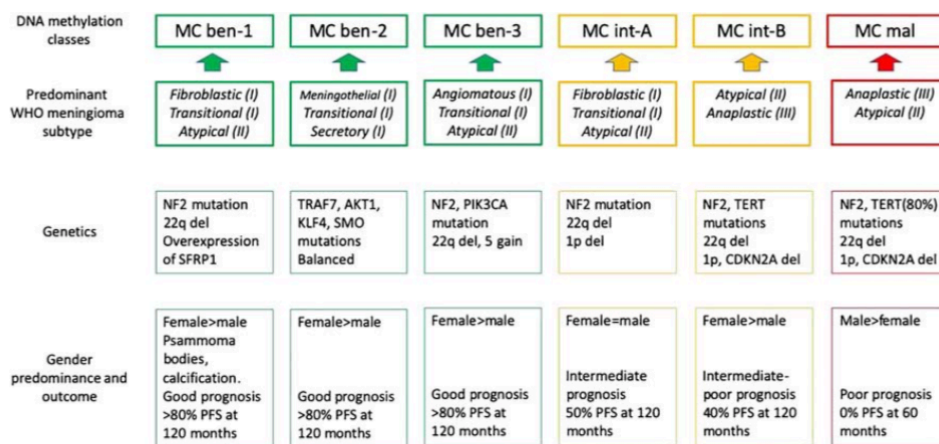 DNA methylation
classes
MC ben-1
MC ben-2
MC ben-3
MC int-A
MC int-B
MC mal
Predominant
WHO meningioma
subtype
Fibroblastic (I)
Transitional (I)
Atypical (II)
Meningothelial (I)
Transitional (I)
Secretory (I)
Angiomatous (I)
Transitional (I)
Atypical (II)
Fibroblastic (I)
Transitional (I)
Atypical (II)
Atypical (II)
Anaplastic (III)
Anaplastic (III)
Atypical (II)
Genetics
NF2 mutation
22q del
Overexpression
of SFRP1
TRAF7, AKT1,
KLF4, SMO
mutations
Balanced
NF2, PIK3CA
mutation
22q del, 5 gain
NF2 mutation
22q del
1p del
NF2, TERT
mutations
22q del
1p, CDKN2A del
NF2, TERT(80%)
mutations
22q del
1p, CDKN2A del
Gender
predominance and
outcome
Female>male
Psammoma
bodies,
calcification.
Good prognosis
>80% PFS at
120 months
Female>male
Good prognosis
>80% PFS at
120 months
Female>male
Good prognosis
>80% PFS at
120 months
Female=male
Intermediate
prognosis
50% PFS at 120
months
Female>male
Intermediate-
poor prognosis
40% PFS at 120
months
Male>female
Poor prognosis
0% PFS at 60
months